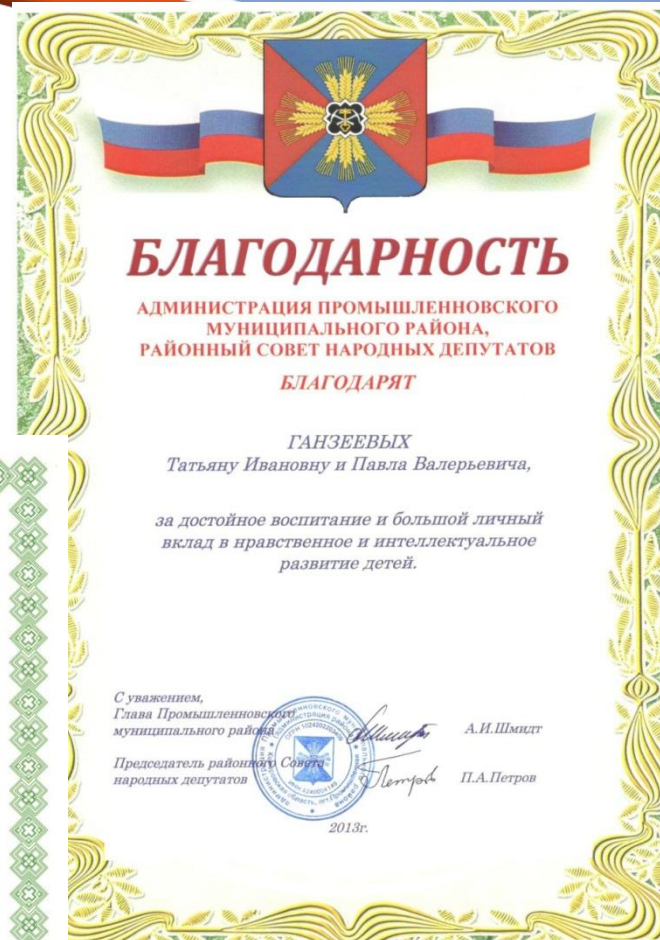 БЛАГОДАРНОСТЬ
АДМИНИСТРАЦИЯ ПРОМЫШЛЕННОВСКОГО
МУНИЦИПАЛЬНОГО РАЙОНА,
РАЙОННЫЙ СОВЕТ НАРОДНЫХ ДЕПУТАТОВ
БЛАГОДАРЯТ
ГАНЗЕЕВЫХ
Татьяну Ивановну и Павла Валерьевича,
за достойное воспитание и большой личный
вклад в нравственное и интеллектуальное
развитие детей.
С уважением,
Глава Промышленновского
муниципального района
А.И.Шмидт
Председатель районного Совета
народных депутатов
П.А.Петров
2013г.